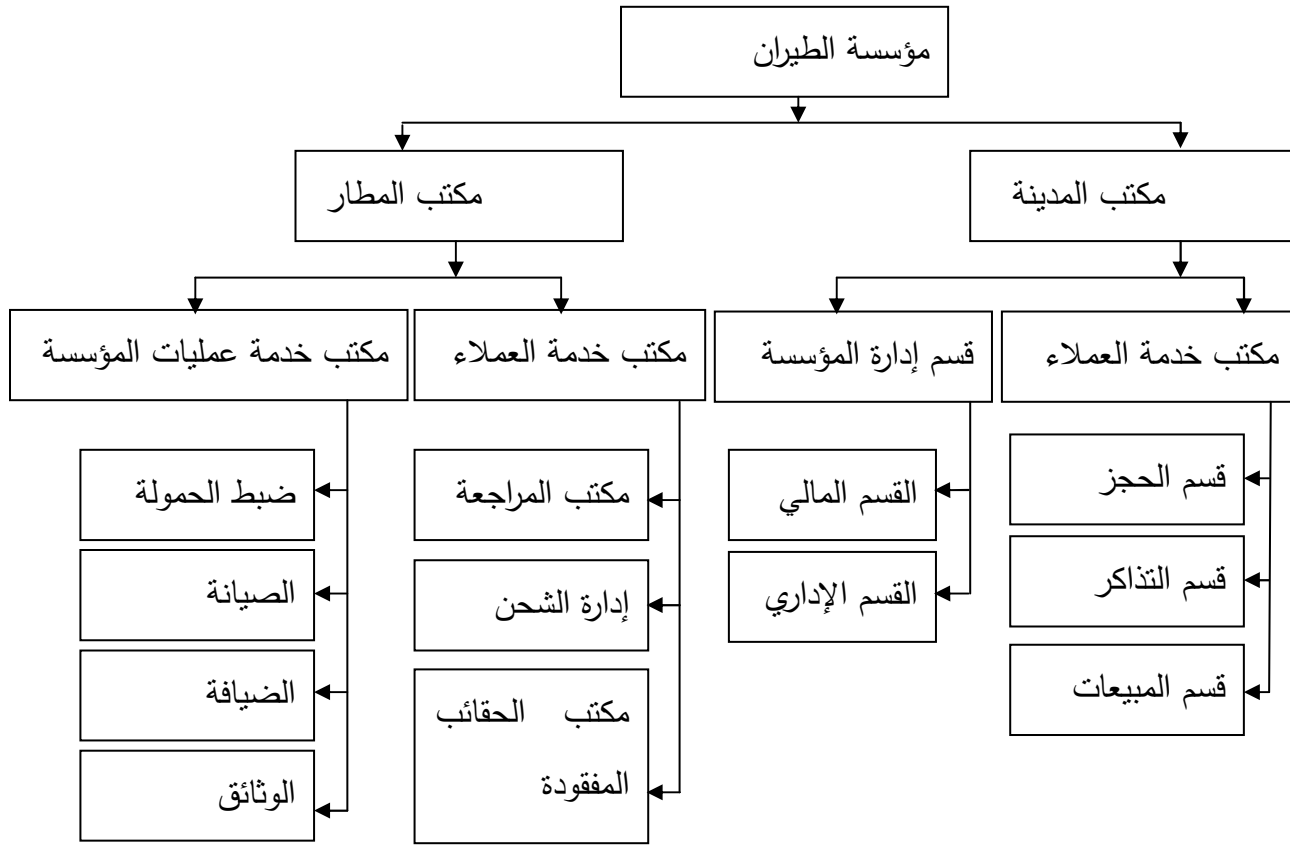 مؤسسة الطيران
مكتب المدينة
مكتب المطار
مكتب خدمة العملاء
قسم إدارة المؤسسة
مكتب خدمة العملاء
مكتب خدمة عمليات المؤسسة
قسم الحجز
قسم التذاكر
قسم المبيعات
القسم المالي
القسم الإداري
مكتب المراجعة
إدارة الشحن
مكتب الحقائب
المفقودة
ضبط الحمولة
الصيانة
الضيافة
الوثائق